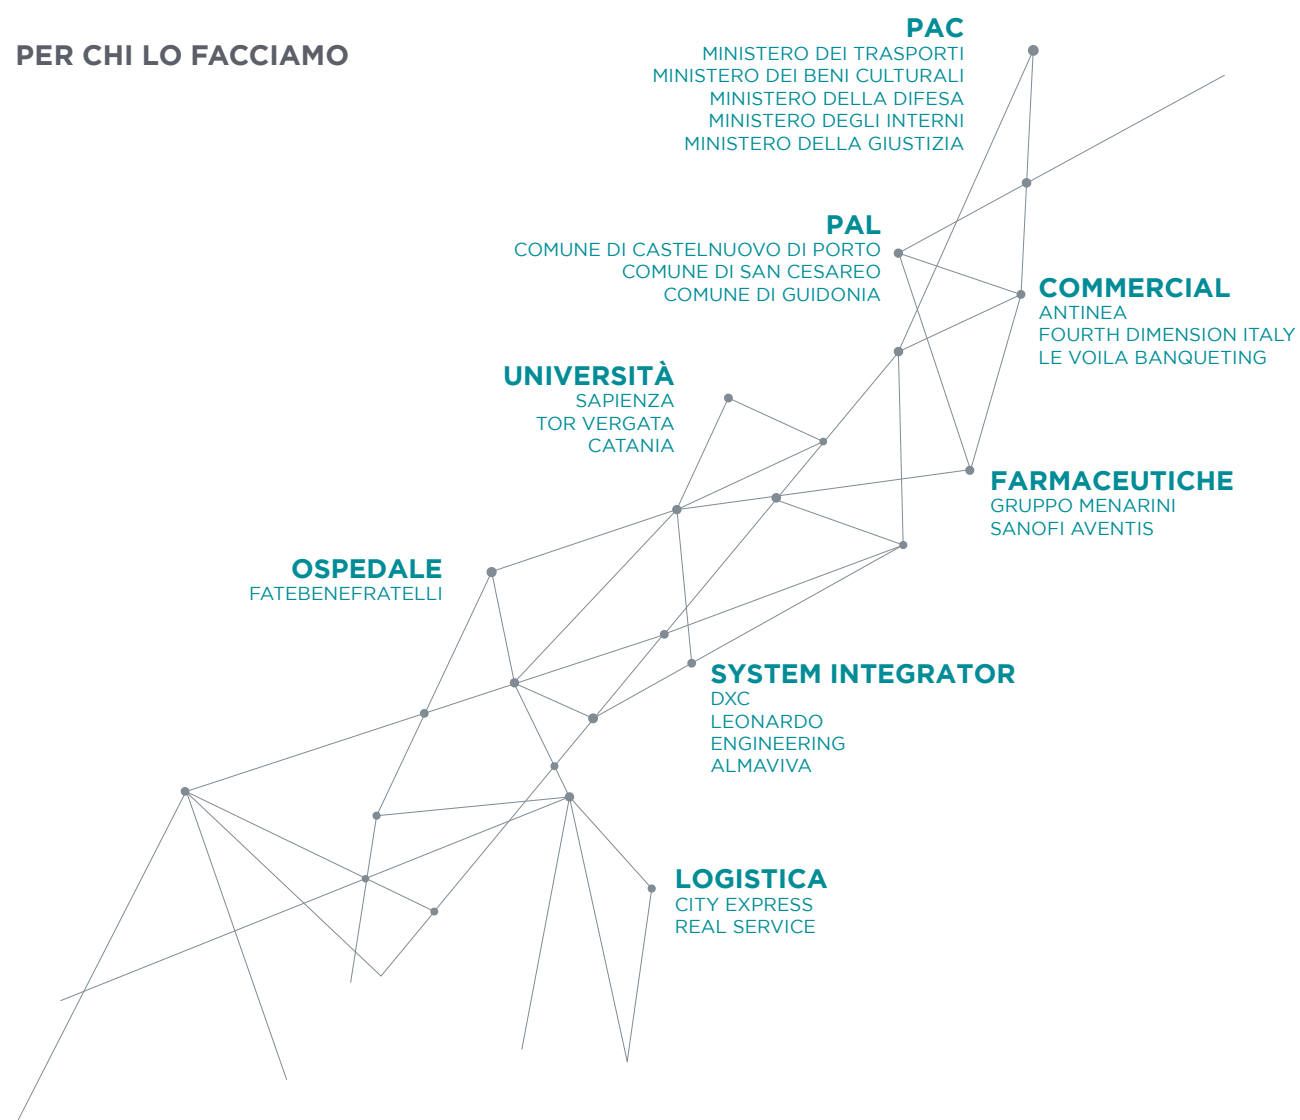 PER CHI LO FACCIAMO
PAC
MINISTERO DEI TRASPORTI
MINISTERO DEI BENI CULTURALI
MINISTERO DELLA DIFESA
MINISTERO DEGLI INTERNI
MINISTERO DELLA GIUSTIZIA
PAL
COMUNE DI CASTELNUOVO DI PORTO
COMUNE DI SAN CESAREO
COMUNE DI GUIDONIA
COMMERCIAL
ANTINEA
FOURTH DIMENSION ITALY
LE VOILA BANQUETING
UNIVERSITÀ
SAPIENZA
TOR VERGATA
CATANIA
FARMACEUTICHE
GRUPPO MENARINI
SANOFI AVENTIS
OSPEDALE
FATEBENEFRATELLI
SYSTEM INTEGRATOR
DXC
LEONARDO
ENGINEERING
ALMAVIVA
LOGISTICA
CITY EXPRESS
REAL SERVICE